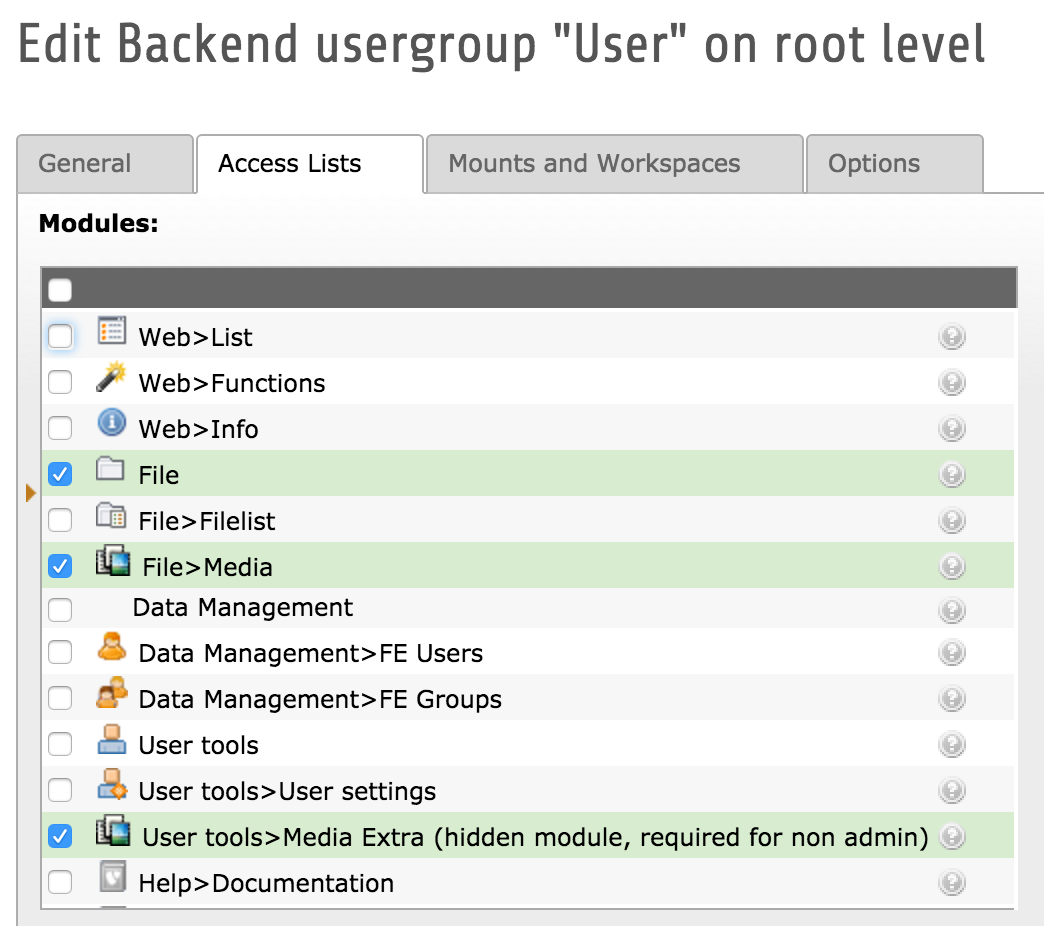 Edit Backend usergroup "User" on root level
General
Access Lists
Mounts and Workspaces
Options
Modules:
Web>List
Web>Functions
Web>Info
File
File>Filelist
File>Media
Data Management
Data Management>FE Users
Data Management>FE Groups
User tools
User tools>User settings
User tools>Media Extra (hidden module, required for non admin)
Help>Documentation